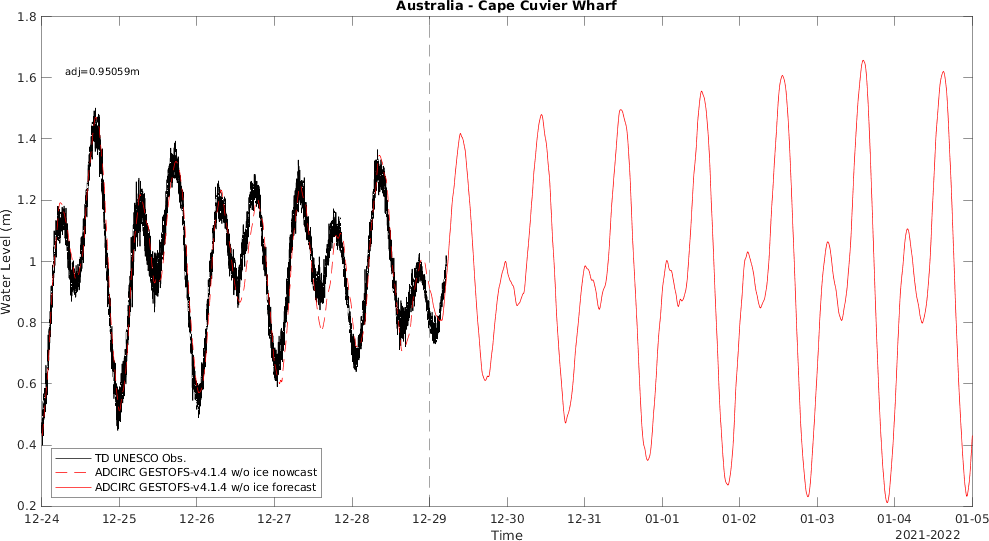 Australia - Cape Cuvier Wharf
1.8
1.6
1.4
1.2
1
0.8
0.6
0.4
0.2
Water Level (m)
adj=0.95059m
TD UNESCO Obs.
ADCIRC GESTOFS-v4.1.4 w/o ice nowcast
ADCIRC GESTOFS-v4.1.4 w/o ice forecast
12-24 12-25 12-26 12-27 12-28 12-29 12-30 12-31 01-01 01-02 01-03 01-04 01-05
Time
2021-2022